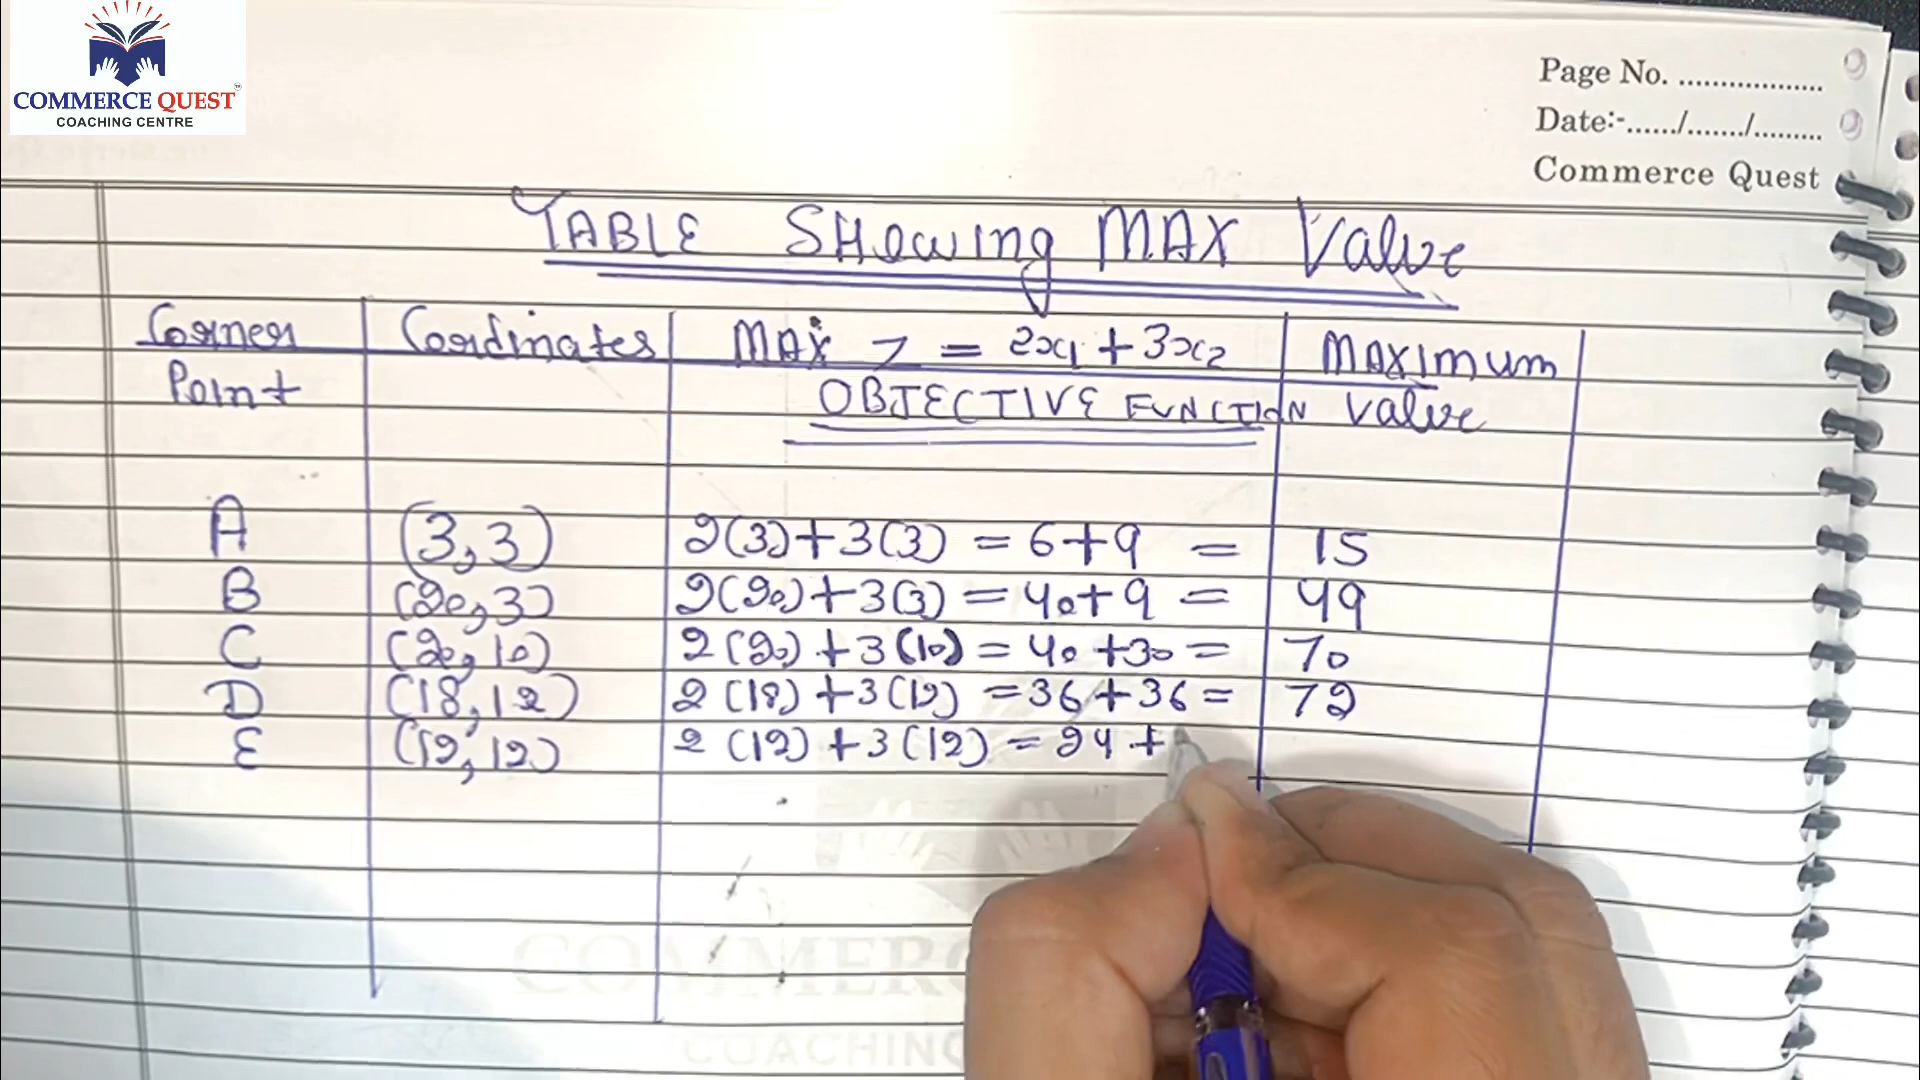 COMMERCE QUEST
COACHING CENTRE
Page No. ..................
Date:-....../......./.........
Commerce Quest
TABLE SHowing MAX Value
Corner Point | Coordinates | MAX Z = 2x1 + 3x2 | MAXimum Value
OBJECTIVE FUNCTION
A (3,3) 2(3)+3(3) = 6+9 = 15
B (20,3) 2(20)+3(3) = 40+9 = 49
C (20,10) 2(20)+3(10) = 40+30 = 70
D (18,12) 2(18)+3(12) = 36+36 = 72
E (12,12) 2(12)+3(12) = 24+
COMMER
COACHING